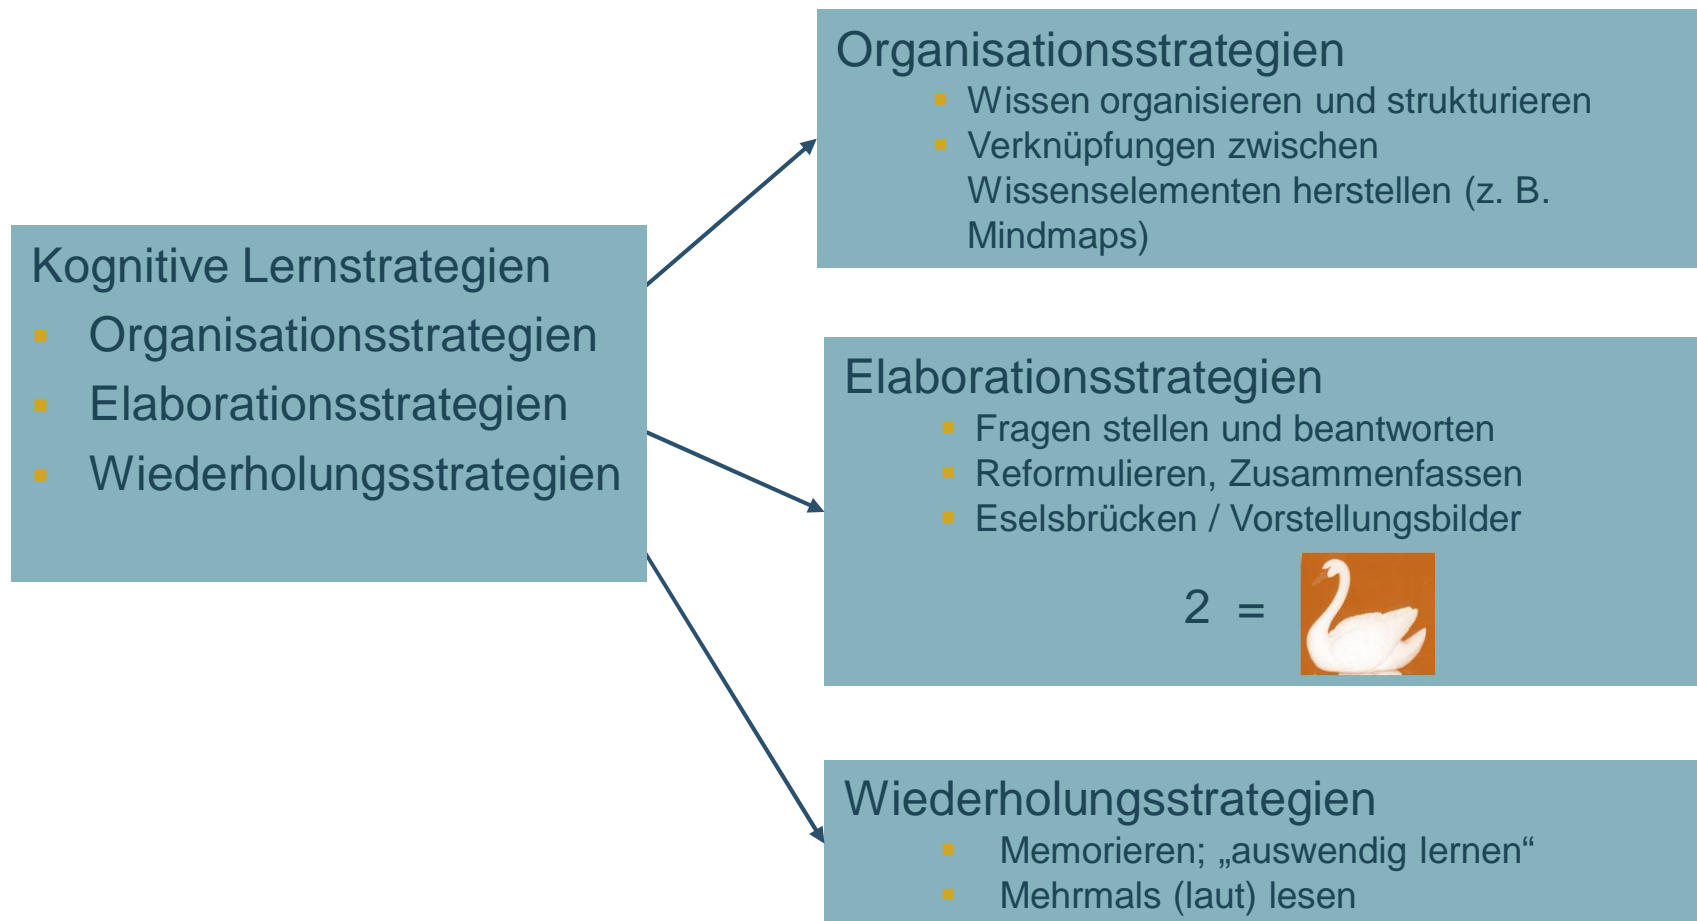 Kognitive Lernstrategien
▪ Organisationsstrategien
▪ Elaborationsstrategien
▪ Wiederholungsstrategien
Organisationsstrategien
▪ Wissen organisieren und strukturieren
▪ Verknüpfungen zwischen
Wissenselementen herstellen (z. B.
Mindmaps)
Elaborationsstrategien
▪ Fragen stellen und beantworten
▪ Reformulieren, Zusammenfassen
▪ Eselsbrücken / Vorstellungsbilder
2 =
Wiederholungsstrategien
▪ Memorieren; „auswendig lernen“
▪ Mehrmals (laut) lesen